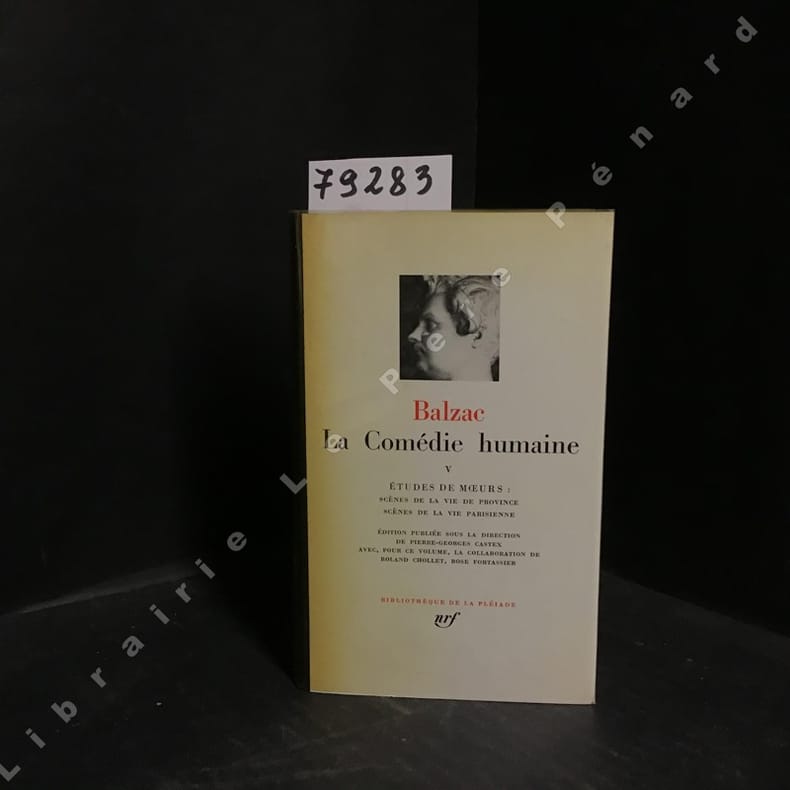 79283
Balzac
La Comédie humaine
V
ÉTUDES DE MŒURS :
SCÈNES DE LA VIE DE PROVINCE
SCÈNES DE LA VIE PARISIENNE
ÉDITION PUBLIÉE SOUS LA DIRECTION
DE PIERRE-GEORGES CASTEX
AVEC, POUR CE VOLUME, LA COLLABORATION DE
ROLAND CHOLLET, ROSE FORTASSIER
BIBLIOTHÈQUE DE LA PLÉIADE
nrf
Librairie Le Père Pénard